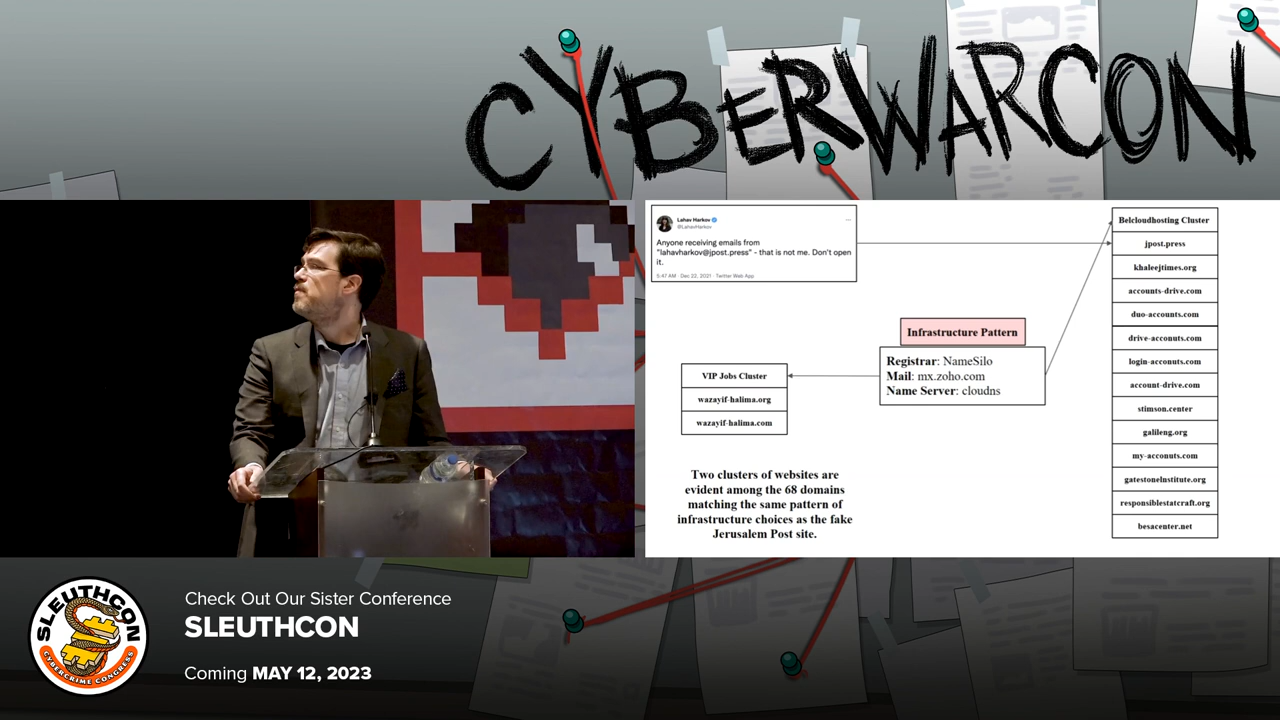 CYBERWARCON
Lahav Harkov
@LahavHarkov
Anyone receiving emails from
"lahavharkov@jpost.press" - that is not me. Don't open
it.
5:47 AM · Dec 22, 2021 · Twitter Web App
Infrastructure Pattern
Registrar: NameSilo
Mail: mx.zoho.com
Name Server: cloudns
VIP Jobs Cluster
wazayif-halima.org
wazayif-halima.com
Two clusters of websites are
evident among the 68 domains
matching the same pattern of
infrastructure choices as the fake
Jerusalem Post site.
Belcloudhosting Cluster
jpost.press
khaleejtimes.org
accounts-drive.com
duo-accounts.com
drive-acconuts.com
login-acconuts.com
account-drive.com
stimson.center
galileng.org
my-acconuts.com
gatestonelnstitute.org
responsiblestatcraft.org
besacenter.net
SLEUTHCON
CYBERCRIME CONGRESS
Check Out Our Sister Conference
SLEUTHCON
Coming MAY 12, 2023